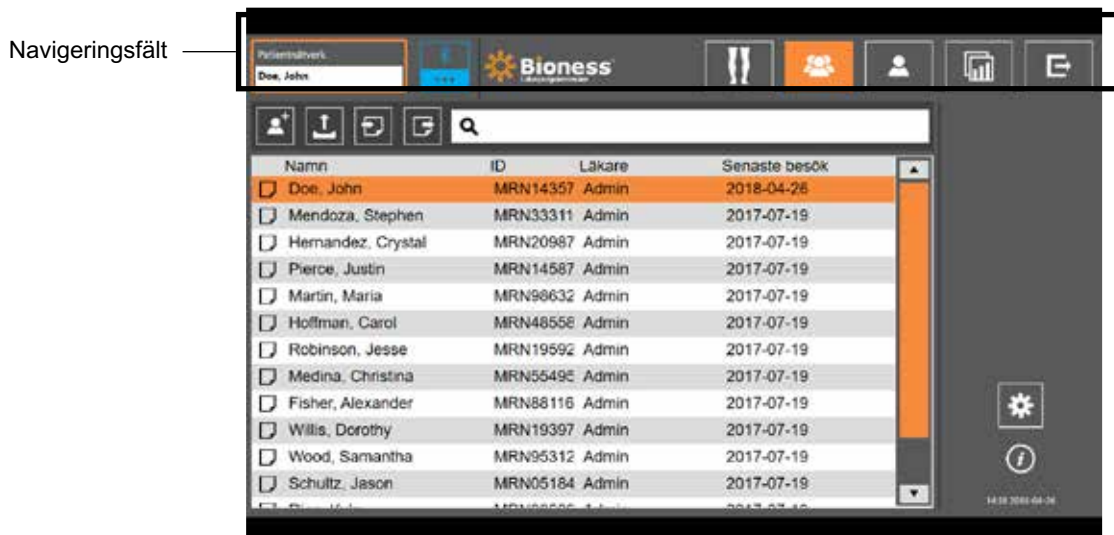 Navigeringsfält
Patientnätverk
Doe, John
Bioness
Namn ID Läkare Senaste besök
Doe, John MRN14357 Admin 2018-04-26
Mendoza, Stephen MRN33311 Admin 2017-07-19
Hernandez, Crystal MRN20987 Admin 2017-07-19
Pierce, Justin MRN14587 Admin 2017-07-19
Martin, Maria MRN98632 Admin 2017-07-19
Hoffman, Carol MRN48558 Admin 2017-07-19
Robinson, Jesse MRN19592 Admin 2017-07-19
Medina, Christina MRN55495 Admin 2017-07-19
Fisher, Alexander MRN88116 Admin 2017-07-19
Willis, Dorothy MRN19397 Admin 2017-07-19
Wood, Samantha MRN95312 Admin 2017-07-19
Schultz, Jason MRN05184 Admin 2017-07-19